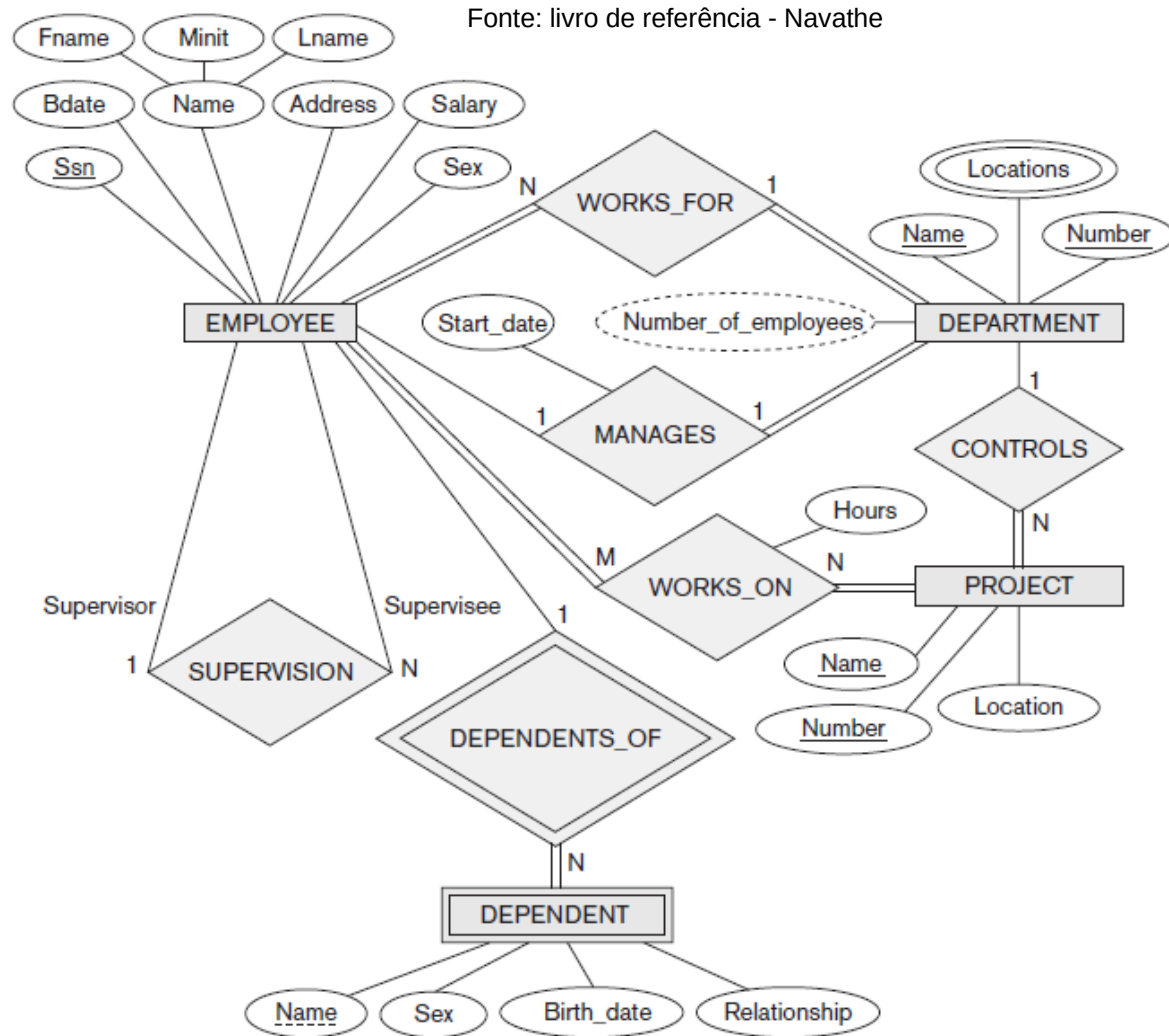 Fonte: livro de referência - Navathe
Fname
Minit
Lname
Bdate
Name
Address
Salary
Ssn
Sex
N
WORKS_FOR
1
Locations
Name
Number
EMPLOYEE
Start_date
Number_of_employees
DEPARTMENT
1
MANAGES
1
1
CONTROLS
N
Hours
M
WORKS_ON
N
PROJECT
Supervisor
Supervisee
1
SUPERVISION
N
1
Name
Number
Location
DEPENDENTS_OF
N
DEPENDENT
Name
Sex
Birth_date
Relationship